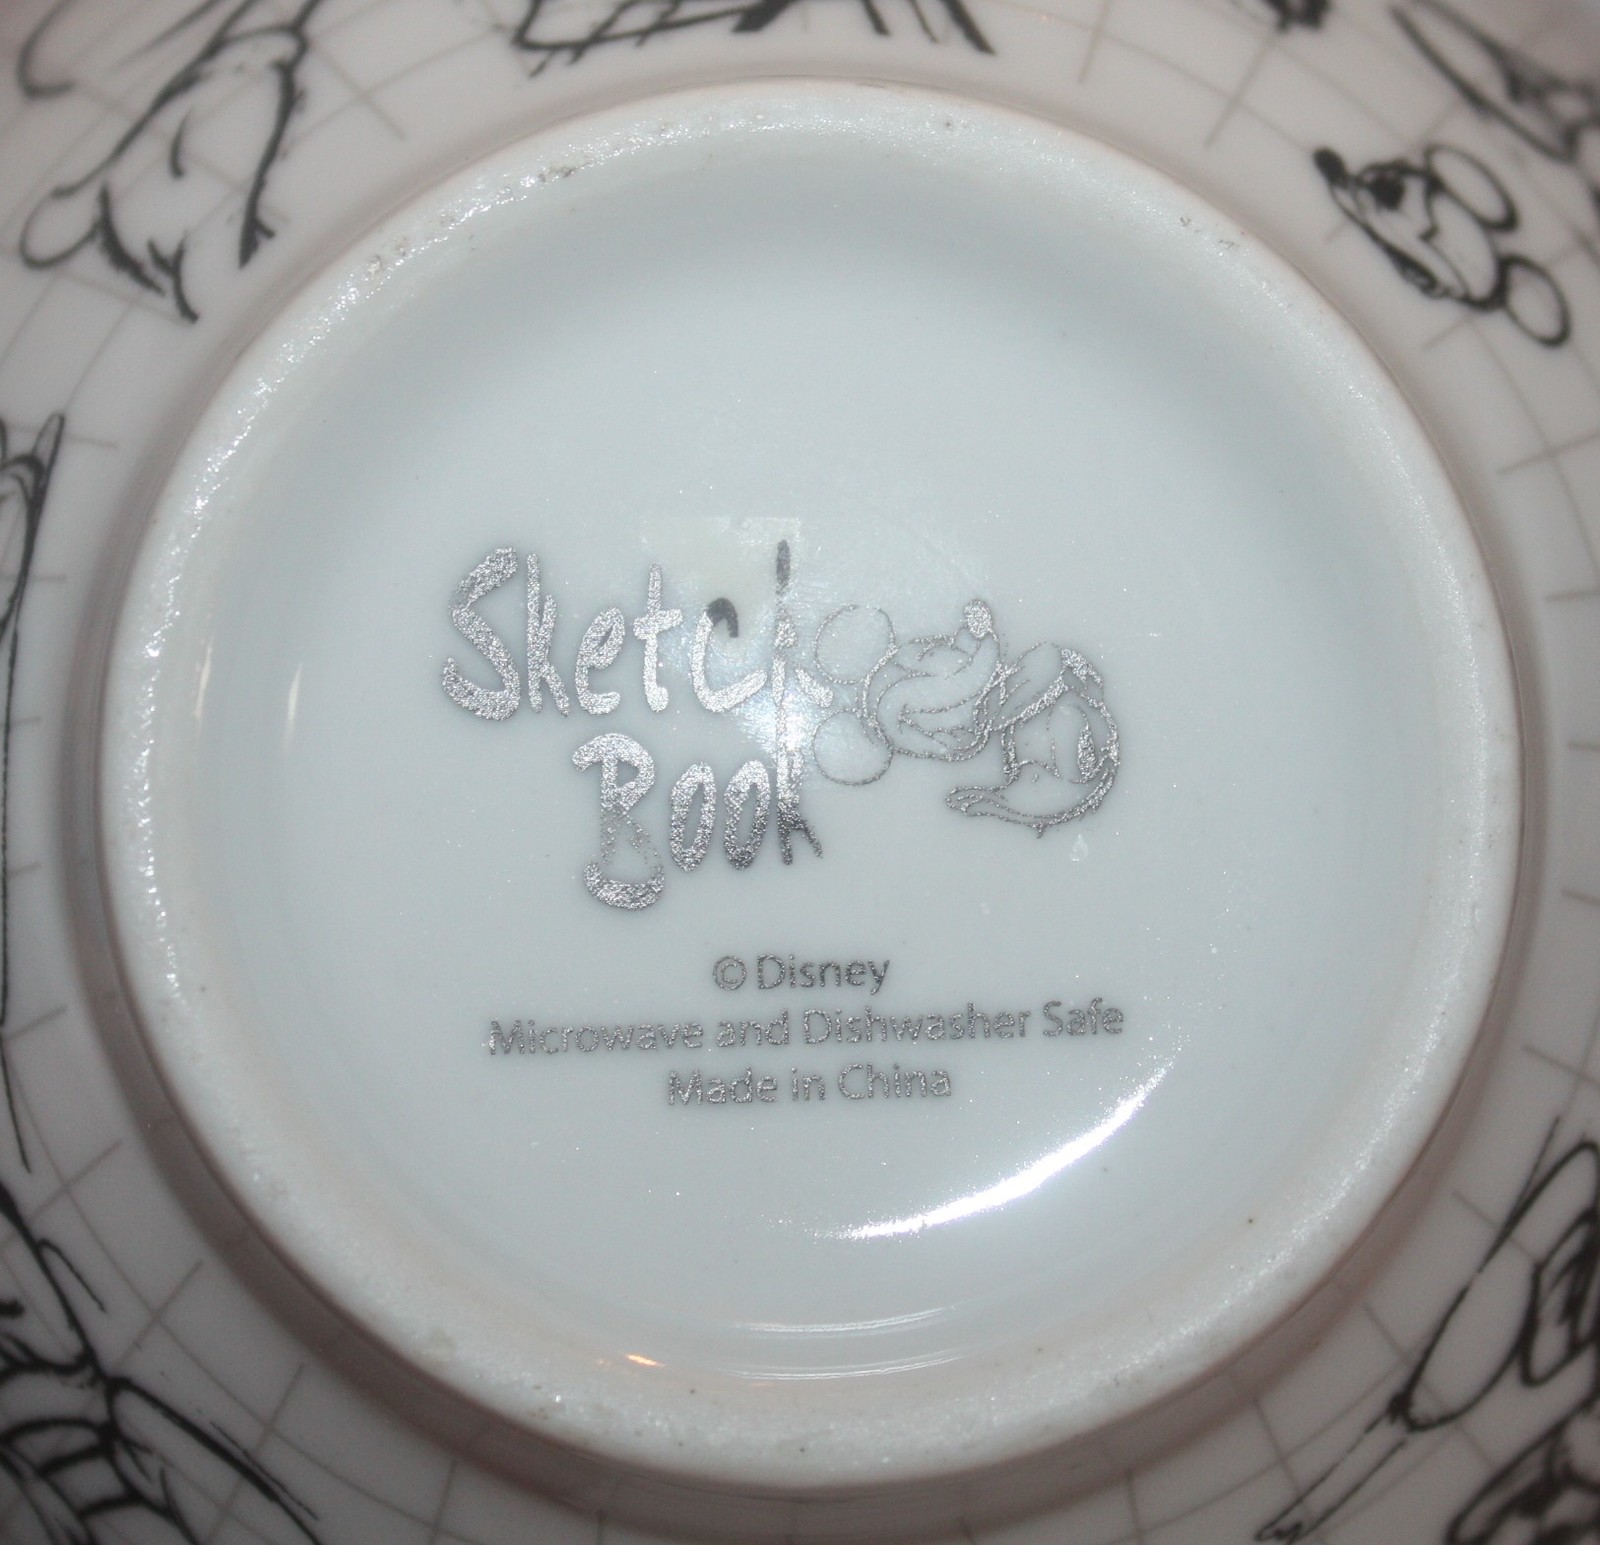 Sketch
Book
© Disney
Microwave and Dishwasher Safe
Made in China